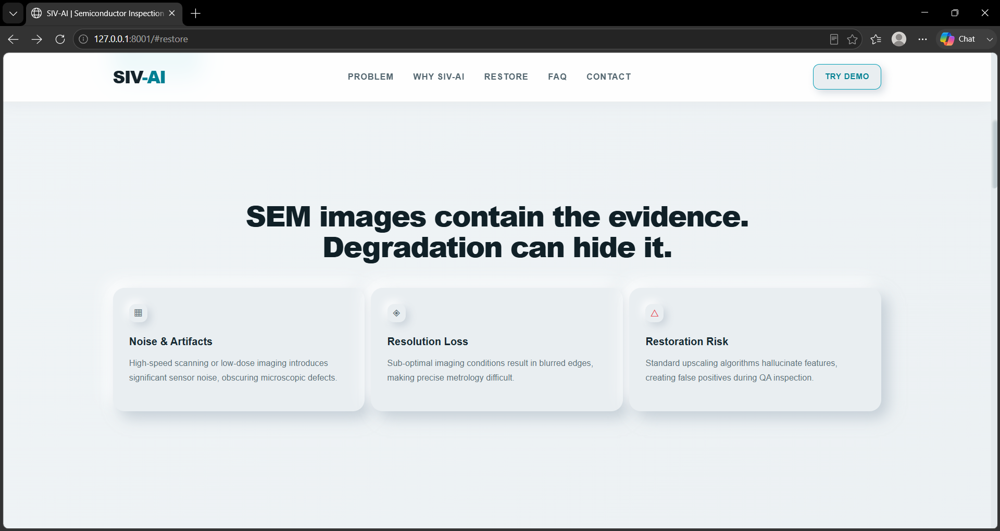 SIV-AI | Semiconductor Inspection
127.0.0.1:8001/#restore
Chat
SIV-AI
PROBLEM
WHY SIV-AI
RESTORE
FAQ
CONTACT
TRY DEMO
SEM images contain the evidence.
Degradation can hide it.
Noise & Artifacts
High-speed scanning or low-dose imaging introduces
significant sensor noise, obscuring microscopic defects.
Resolution Loss
Sub-optimal imaging conditions result in blurred edges,
making precise metrology difficult.
Restoration Risk
Standard upscaling algorithms hallucinate features,
creating false positives during QA inspection.